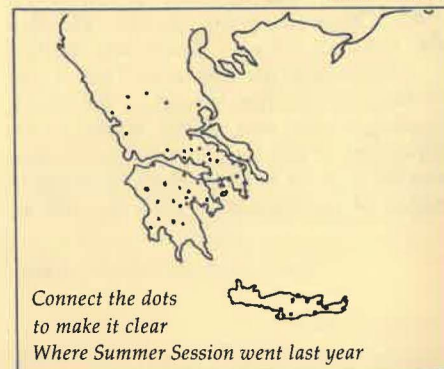 Connect the dots
to make it clear
Where Summer Session went last year